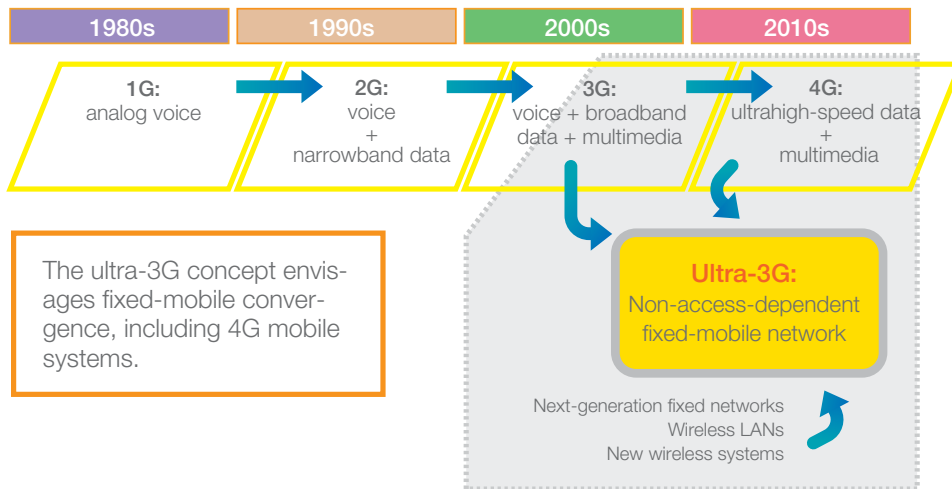 1980s
1990s
2000s
2010s
1G:
analog voice
2G:
voice
+
narrowband data
3G:
voice + broadband
data + multimedia
4G:
ultrahigh-speed data
+
multimedia
The ultra-3G concept envis-
ages fixed-mobile conver-
gence, including 4G mobile
systems.
Ultra-3G:
Non-access-dependent
fixed-mobile network
Next-generation fixed networks
Wireless LANs
New wireless systems